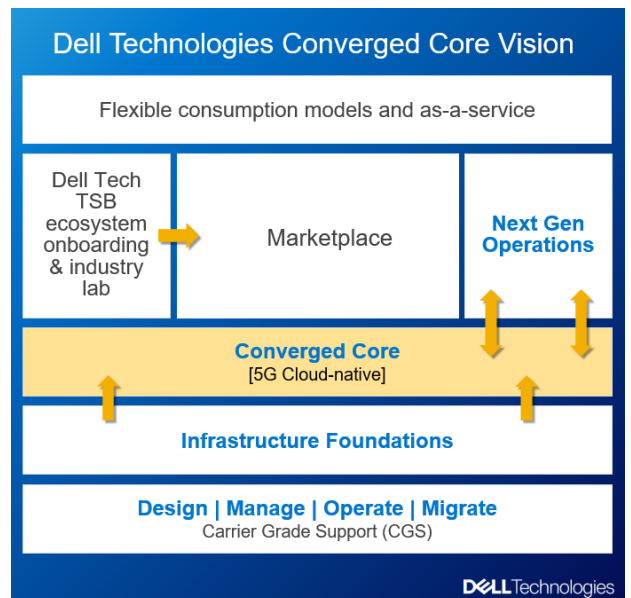 Dell Technologies Converged Core Vision
Flexible consumption models and as-a-service
Dell Tech
TSB
ecosystem
onboarding
& industry
lab
Marketplace
Next Gen
Operations
Converged Core
[5G Cloud-native]
Infrastructure Foundations
Design | Manage | Operate | Migrate
Carrier Grade Support (CGS)
DELLTechnologies